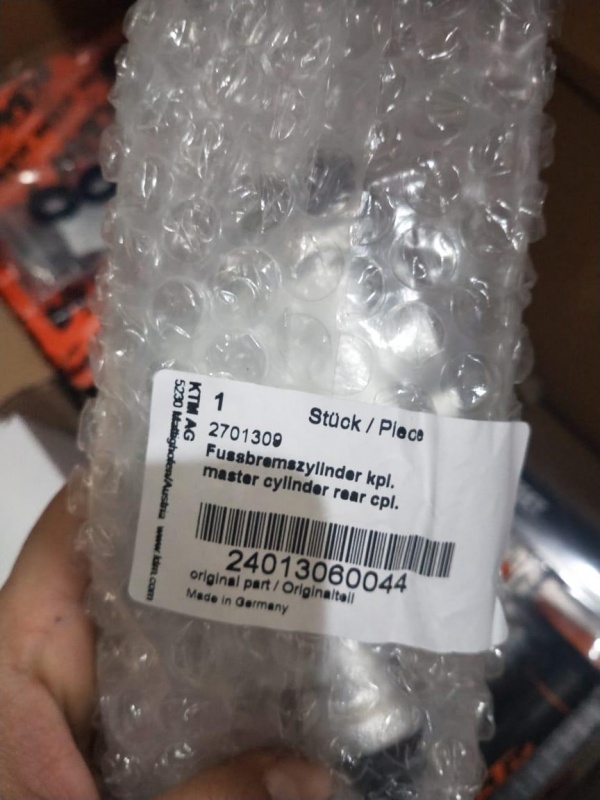 1 Stück / Piece
2701309
Fussbremszylinder kpl.
master cylinder rear cpl.
24013060044
original part / Originalteil
Made in Germany
KTM AG
5230 Mattighofen/Austria www.ktm.com